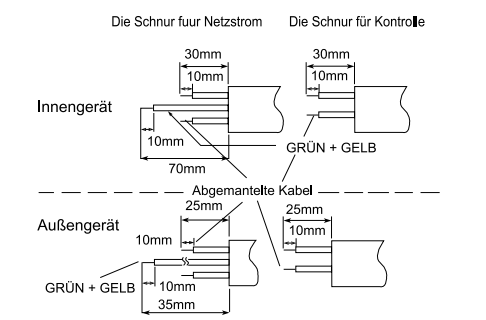 Die Schnur fuur Netzstrom Die Schnur für Kontrolle
30mm 30mm
10mm 10mm
Innengerät
10mm GRÜN + GELB
70mm
Abgemantelte Kabel
Außengerät 25mm 25mm
10mm 10mm
GRÜN + GELB 10mm
35mm